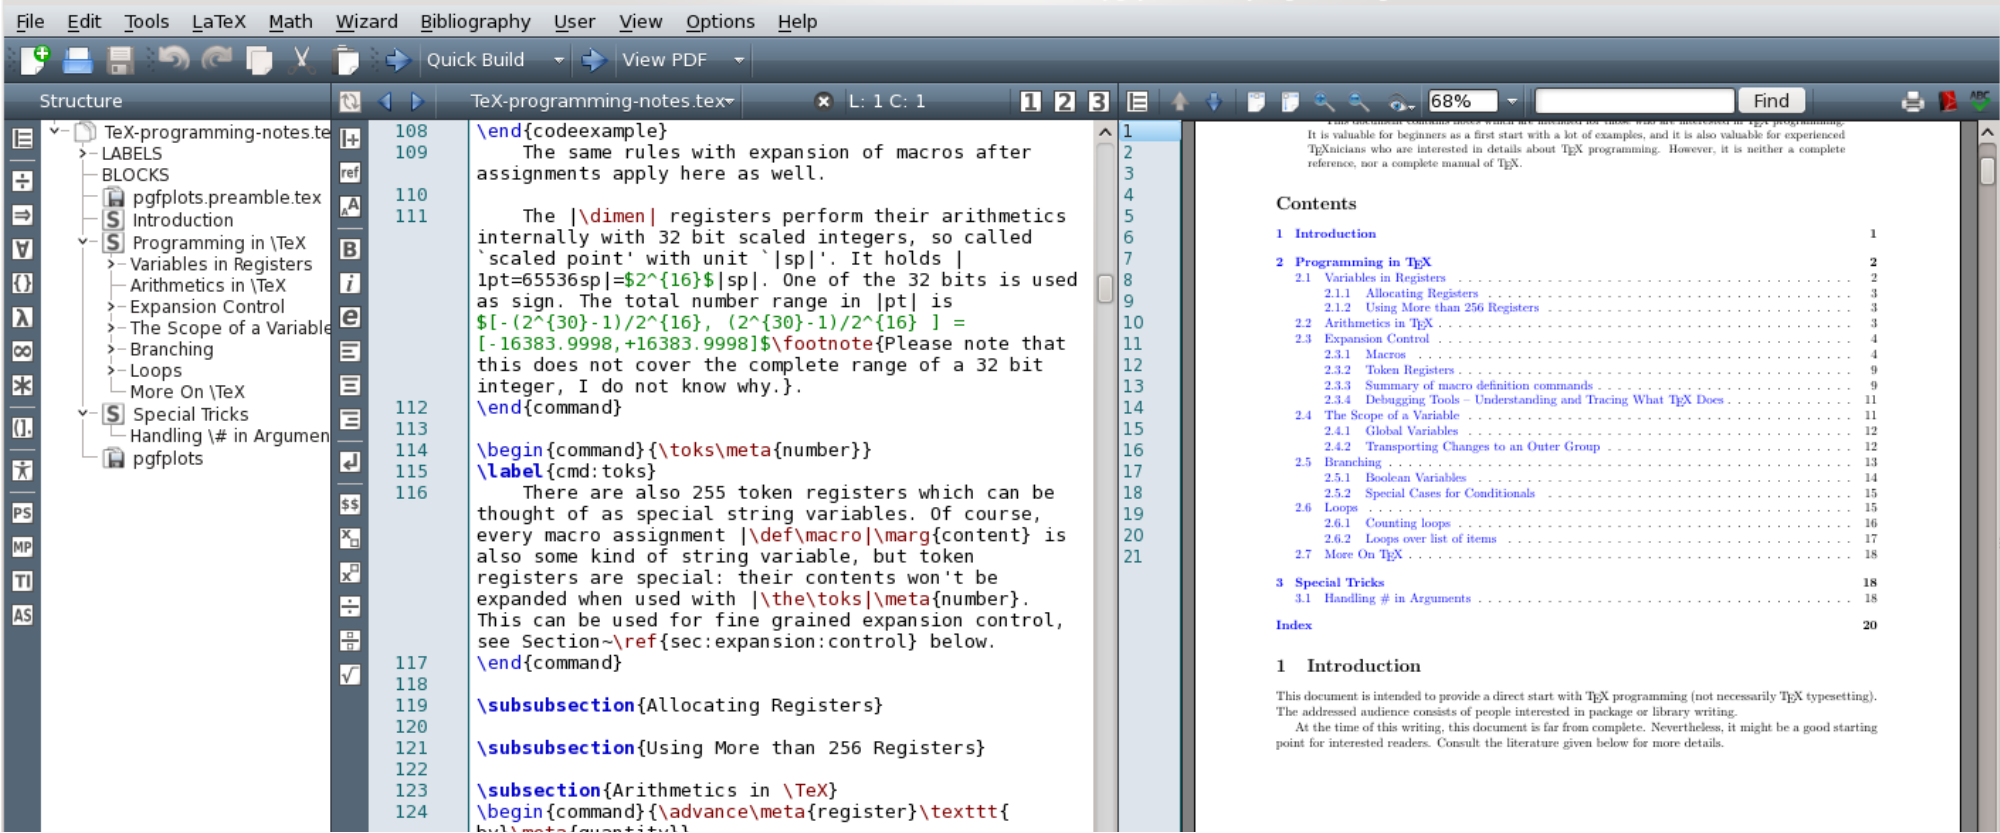 File Edit Tools LaTeX Math Wizard Bibliography User View Options Help
Quick Build View PDF
Structure
TeX-programming-notes.tex
L: 1 C: 1
1 2 3
68%
Find
TeX-programming-notes.te
LABELS
BLOCKS
pgfplots.preamble.tex
S Introduction
S Programming in \TeX
Variables in Registers
Arithmetics in \TeX
Expansion Control
The Scope of a Variable
Branching
Loops
More On \TeX
S Special Tricks
Handling \# in Argumen
pgfplots
PS
MP
TI
AS
ref
B
i
e
$$
108 \end{codeexample}
109 The same rules with expansion of macros after
assignments apply here as well.
110
111 The |\dimen| registers perform their arithmetics
internally with 32 bit scaled integers, so called
`scaled point' with unit `|sp|'. It holds |
1pt=65536sp|=$2^{16}$|sp|. One of the 32 bits is used
as sign. The total number range in |pt| is
$[-(2^{30}-1)/2^{16}, (2^{30}-1)/2^{16} ] =
[-16383.9998,+16383.9998]$\footnote{Please note that
this does not cover the complete range of a 32 bit
integer, I do not know why.}.
112 \end{command}
113
114 \begin{command}{\toks\meta{number}}
115 \label{cmd:toks}
116 There are also 255 token registers which can be
thought of as special string variables. Of course,
every macro assignment |\def\macro|\marg{content} is
also some kind of string variable, but token
registers are special: their contents won't be
expanded when used with |\the\toks|\meta{number}.
This can be used for fine grained expansion control,
see Section~\ref{sec:expansion:control} below.
117 \end{command}
118
119 \subsubsection{Allocating Registers}
120
121 \subsubsection{Using More than 256 Registers}
122
123 \subsection{Arithmetics in \TeX}
124 \begin{command}{\advance\meta{register}\texttt{
by}\meta{quantity}}
1
2
3
4
5
6
7
8
9
10
11
12
13
14
15
16
17
18
19
20
21
This document contains notes which are intended for those who are interested in TeX programming.
It is valuable for beginners as a first start with a lot of examples, and it is also valuable for experienced
TeXnicians who are interested in details about TeX programming. However, it is neither a complete
reference, nor a complete manual of TeX.
Contents
1 Introduction 1
2 Programming in TeX 2
2.1 Variables in Registers 2
2.1.1 Allocating Registers 3
2.1.2 Using More than 256 Registers 3
2.2 Arithmetics in TeX 3
2.3 Expansion Control 4
2.3.1 Macros 4
2.3.2 Token Registers 9
2.3.3 Summary of macro definition commands 9
2.3.4 Debugging Tools – Understanding and Tracing What TeX Does 11
2.4 The Scope of a Variable 11
2.4.1 Global Variables 12
2.4.2 Transporting Changes to an Outer Group 12
2.5 Branching 13
2.5.1 Boolean Variables 14
2.5.2 Special Cases for Conditionals 15
2.6 Loops 15
2.6.1 Counting loops 16
2.6.2 Loops over list of items 17
2.7 More On TeX 18
3 Special Tricks 18
3.1 Handling # in Arguments 18
Index 20
1 Introduction
This document is intended to provide a direct start with TeX programming (not necessarily TeX typesetting).
The addressed audience consists of people interested in package or library writing.
At the time of this writing, this document is far from complete. Nevertheless, it might be a good starting
point for interested readers. Consult the literature given below for more details.